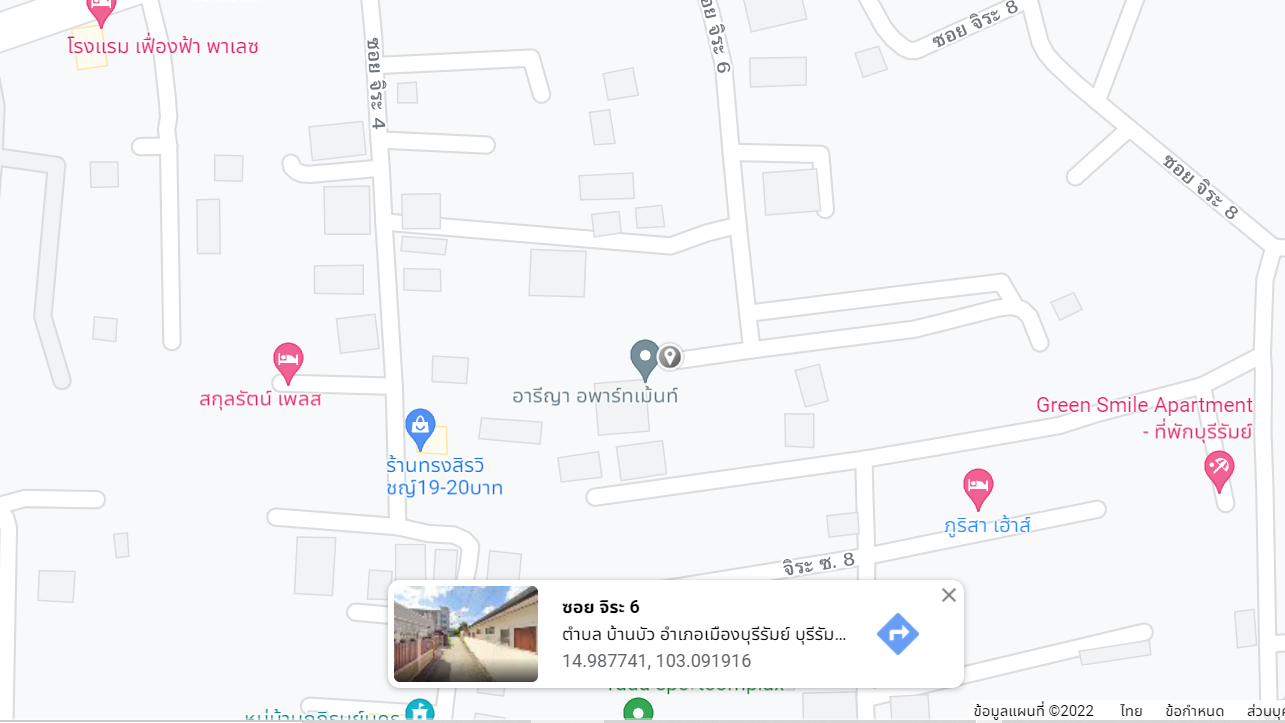 โรงแรม เฟื่องฟ้า พาเลซ
ซอย จิระ 4
ซอย จิระ 6
ซอย จิระ 8
ซอย จิระ 8
สกุลรัตน์ เพลส
อารีญา อพาร์ทเม้นท์
Green Smile Apartment
- ที่พักบุรีรัมย์
ร้านทรงสิรวิ
ชญ์19-20บาท
ภูริสา เฮ้าส์
จิระ ซ. 8
ซอย จิระ 6
ตำบล บ้านบัว อำเภอเมืองบุรีรัมย์ บุรีรัม...
14.987741, 103.091916
ข้อมูลแผนที่ ©2022 ไทย ข้อกำหนด